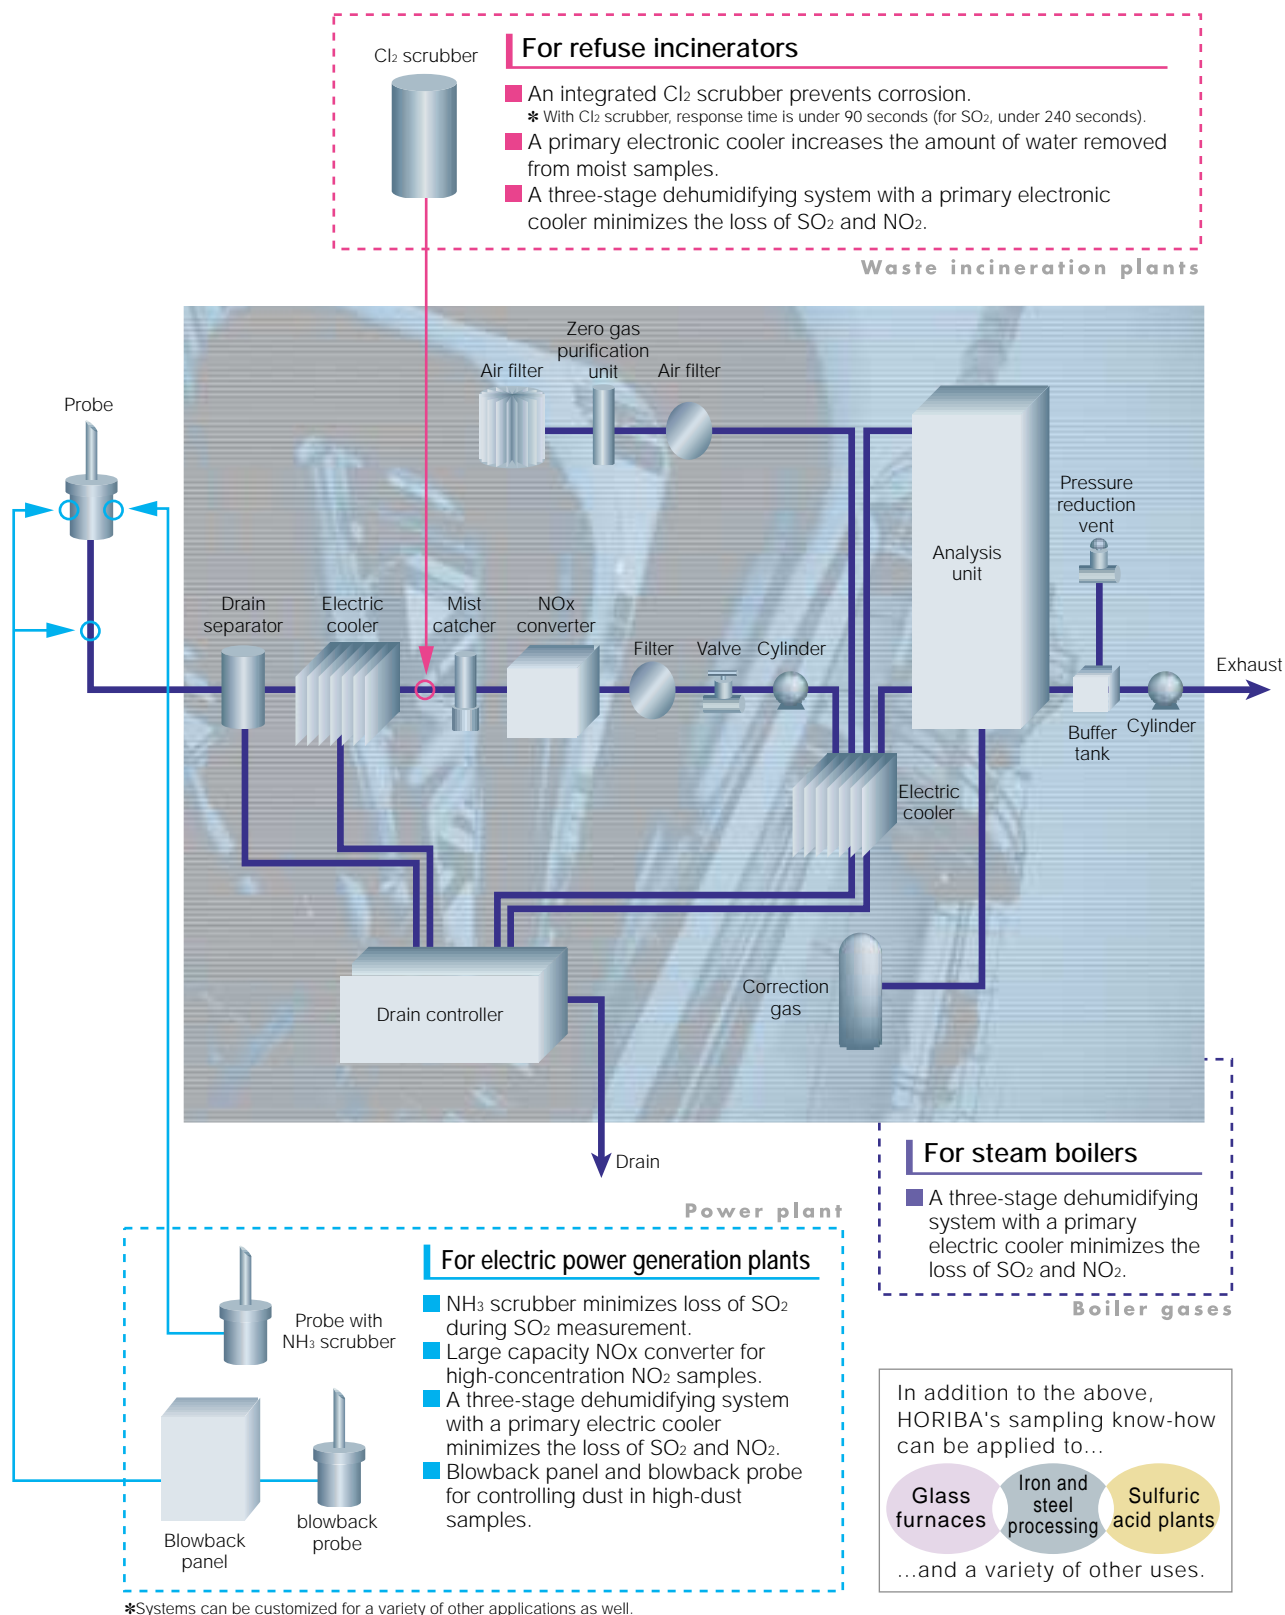 Cl₂ scrubber
For refuse incinerators
An integrated Cl₂ scrubber prevents corrosion.
✽ With Cl₂ scrubber, response time is under 90 seconds (for SO₂, under 240 seconds).
A primary electronic cooler increases the amount of water removed
from moist samples.
A three-stage dehumidifying system with a primary electronic
cooler minimizes the loss of SO₂ and NO₂.
Waste incineration plants
Zero gas
purification
unit
Air filter
Air filter
Probe
Pressure
reduction
vent
Analysis
unit
Drain
separator
Electric
cooler
Mist
catcher
NOx
converter
Filter
Valve
Cylinder
Exhaust
Buffer
tank
Cylinder
Electric
cooler
Correction
gas
Drain controller
Drain
For steam boilers
A three-stage dehumidifying
system with a primary
electric cooler minimizes the
loss of SO₂ and NO₂.
Boiler gases
Power plant
For electric power generation plants
NH₃ scrubber minimizes loss of SO₂
during SO₂ measurement.
Large capacity NOx converter for
high-concentration NO₂ samples.
A three-stage dehumidifying system
with a primary electric cooler
minimizes the loss of SO₂ and NO₂.
Blowback panel and blowback probe
for controlling dust in high-dust
samples.
Probe with
NH₃ scrubber
Blowback
panel
blowback
probe
In addition to the above,
HORIBA's sampling know-how
can be applied to...
Glass
furnaces
Iron and
steel
processing
Sulfuric
acid plants
...and a variety of other uses.
✽Systems can be customized for a variety of other applications as well.